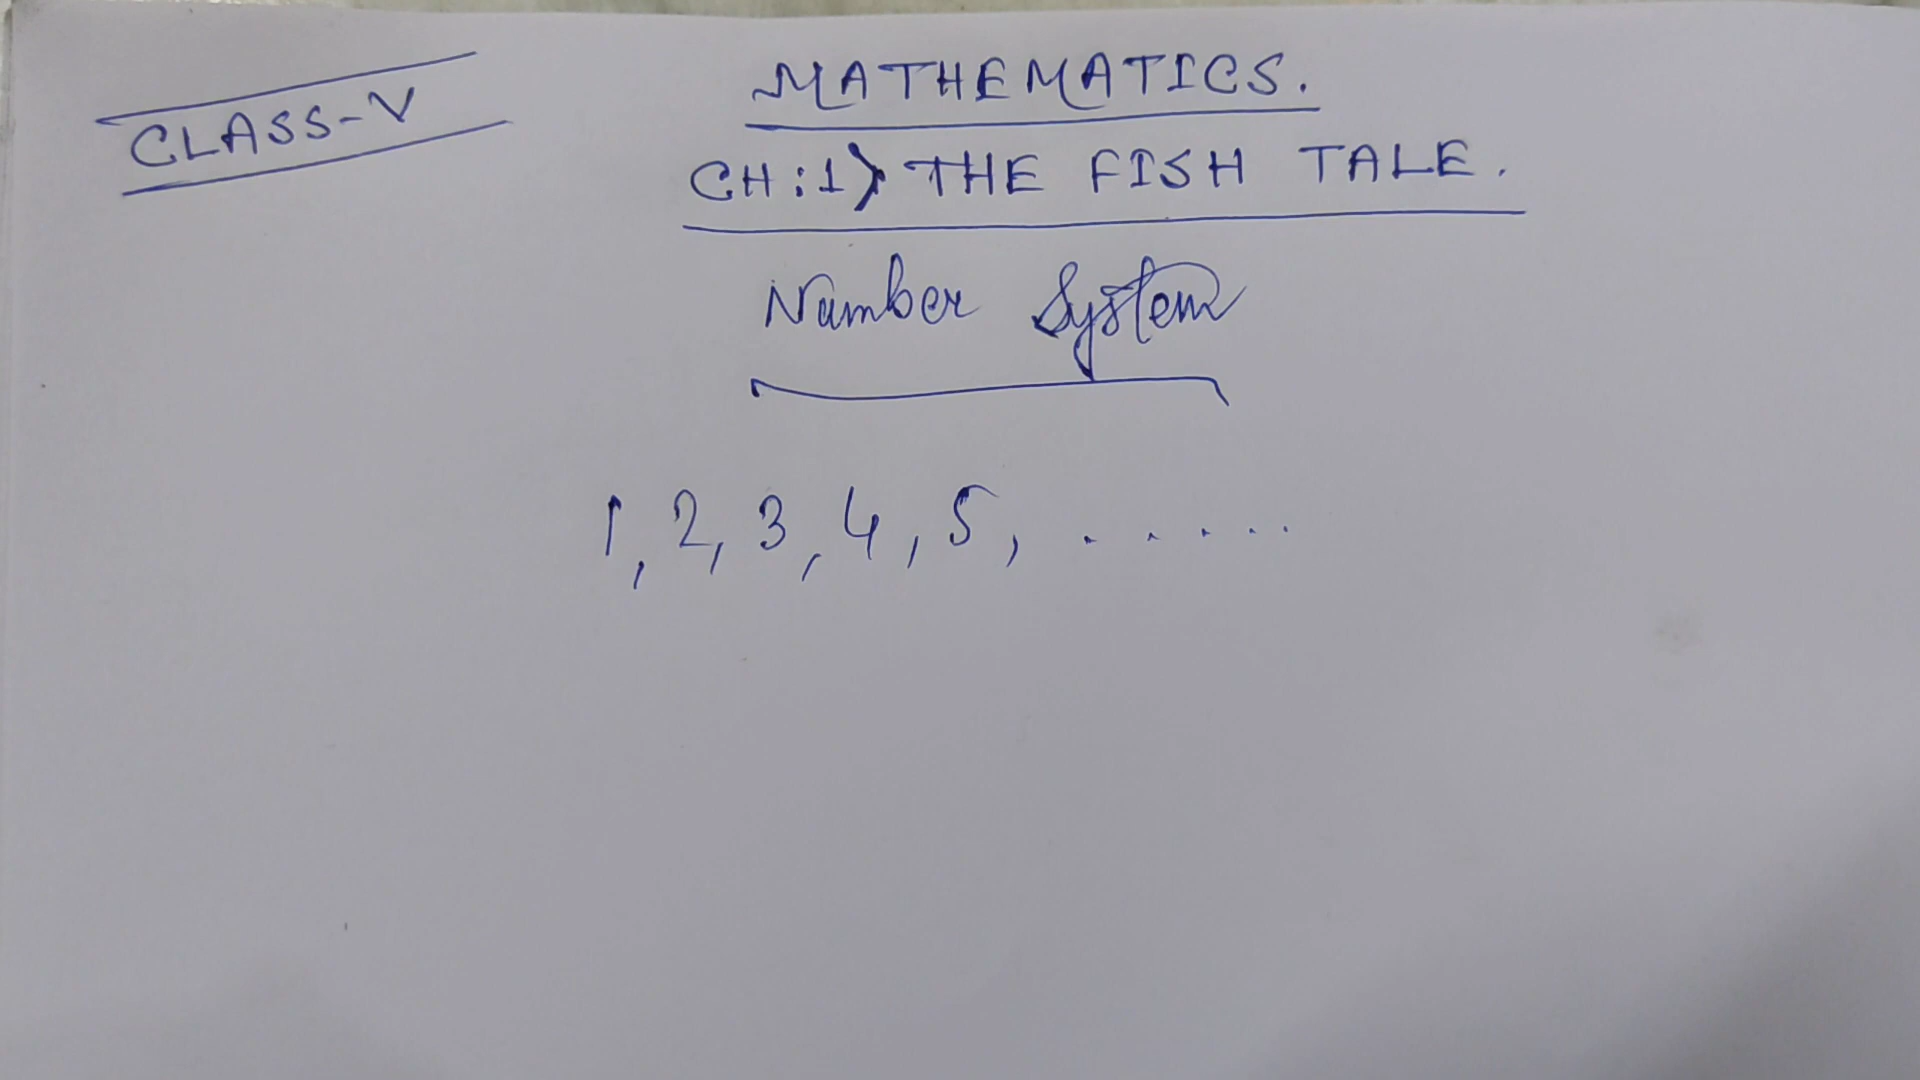 CLASS-V
MATHEMATICS.
CH:1> THE FISH TALE.
Number System
1, 2, 3, 4, 5, ......